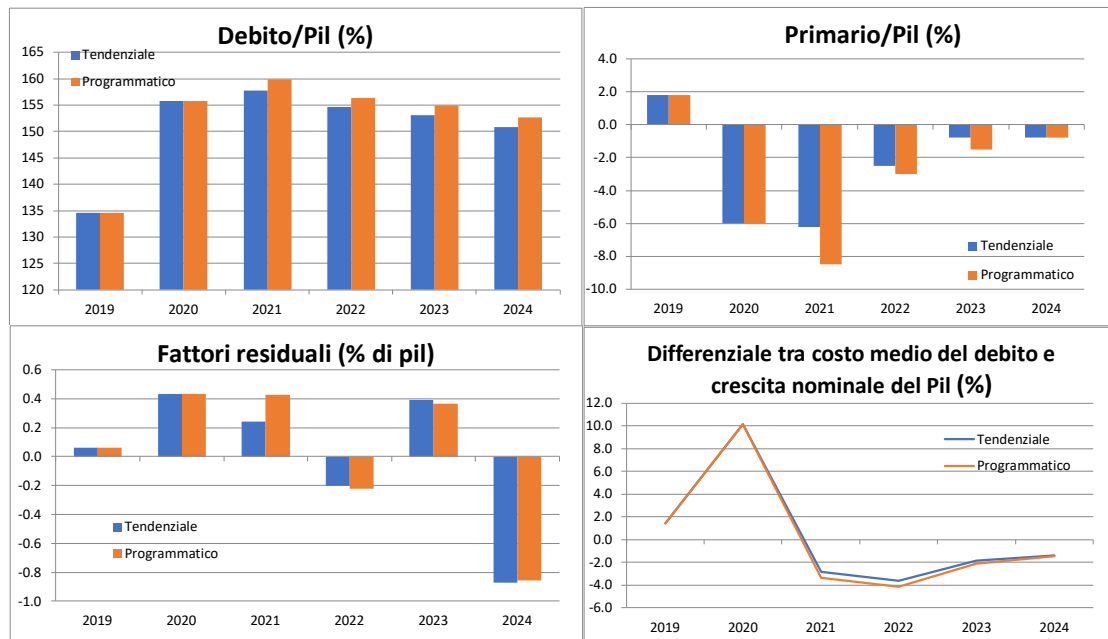 Debito/Pil (%)
Tendenziale
Programmatico
165
160
155
150
145
140
135
130
125
120
2019 2020 2021 2022 2023 2024
Primario/Pil (%)
4.0
2.0
0.0
-2.0
-4.0
-6.0
-8.0
-10.0
Tendenziale
Programmatico
2019 2020 2021 2022 2023 2024
Fattori residuali (% di pil)
0.6
0.4
0.2
0.0
-0.2
-0.4
-0.6
-0.8
-1.0
Tendenziale
Programmatico
2019 2020 2021 2022 2023 2024
Differenziale tra costo medio del debito e
crescita nominale del Pil (%)
12.0
10.0
8.0
6.0
4.0
2.0
0.0
-2.0
-4.0
-6.0
Tendenziale
Programmatico
2019 2020 2021 2022 2023 2024